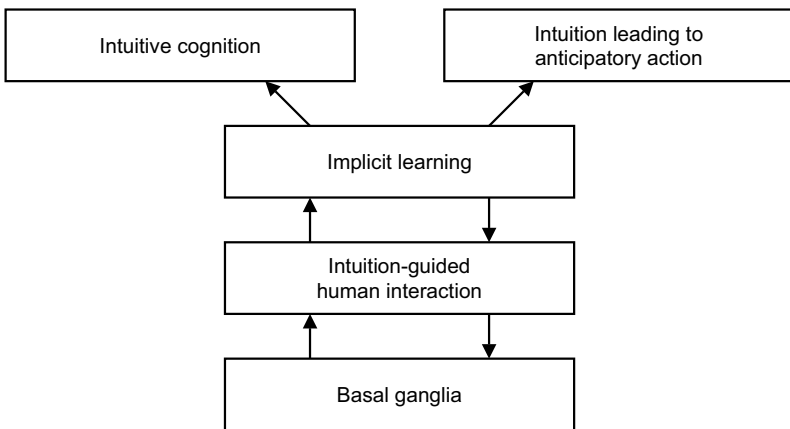 Intuitive cognition
Intuition leading to
anticipatory action
Implicit learning
Intuition-guided
human interaction
Basal ganglia